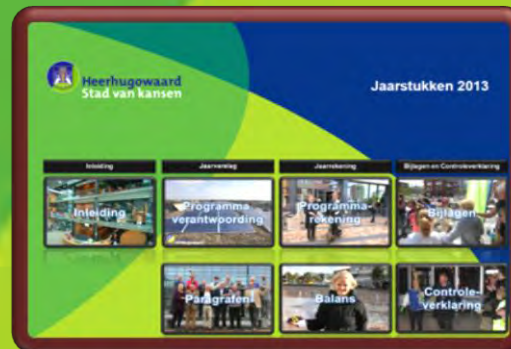 Heerhugowaard
Stad van kansen
Jaarstukken 2013
Inleiding
Jaarverslag
Jaarrekening
Bijlagen en Controleverklaring
Inleiding
Programma
verantwoording
Programma-
rekening
Bijlagen
Paragrafen
Balans
Controle-
verklaring